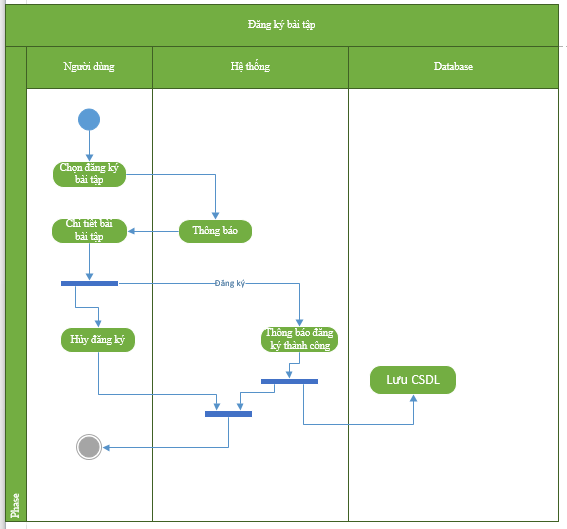 Đăng ký bài tập
Người dùng
Hệ thống
Database
Chọn đăng ký
bài tập
Chi tiết bài
bài tập
Thông báo
Đăng ký
Hủy đăng ký
Thông báo đăng
ký thành công
Lưu CSDL
Phase